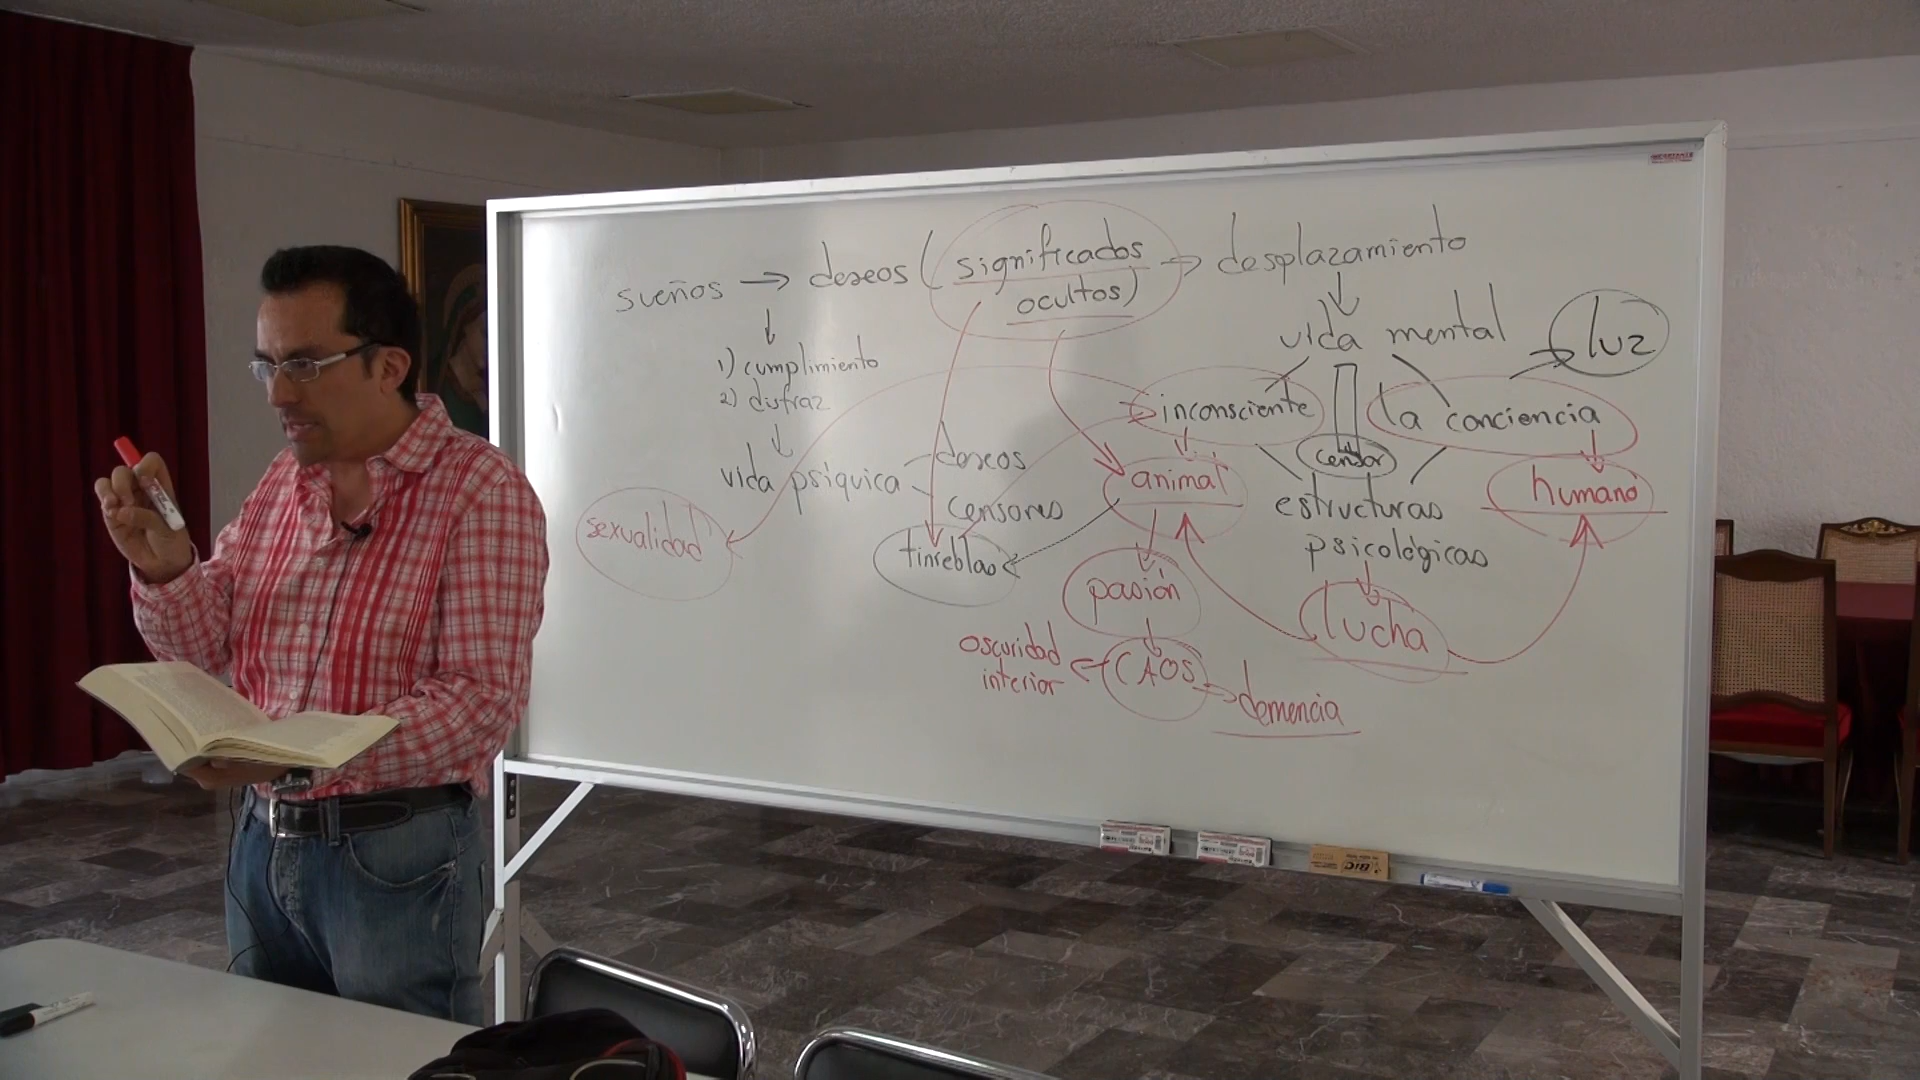 sueños → deseos (significados ocultos) → desplazamiento
1) cumplimiento
2) disfraz
vida psíquica
deseos
censores
sexualidad
tinieblas
vida mental
luz
inconsciente
censor
la conciencia
animal
humano
estructuras
psicológicas
pasión
lucha
CAOS
oscuridad
interior
demencia
BIC